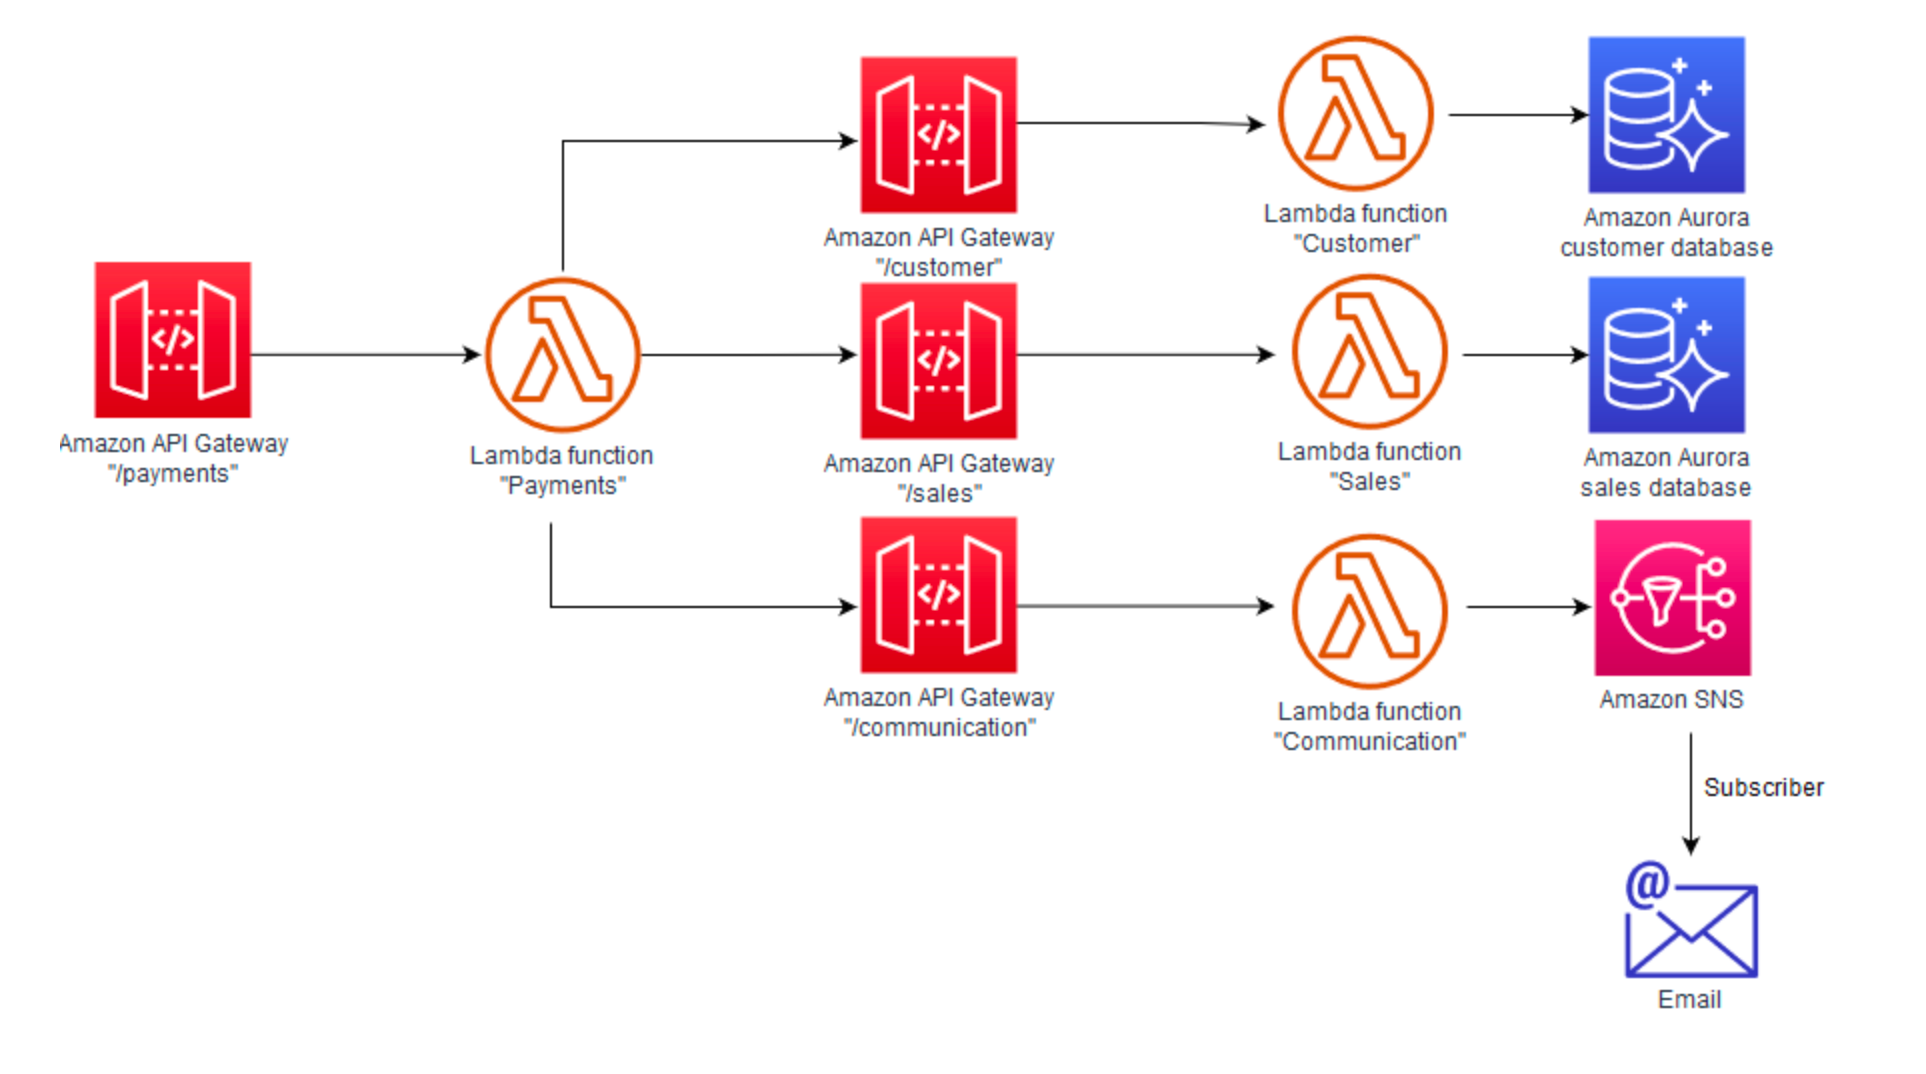 Amazon API Gateway
"/payments"
Lambda function
"Payments"
</>
Amazon API Gateway
"/customer"
Lambda function
"Customer"
Amazon Aurora
customer database
</>
Amazon API Gateway
"/sales"
Lambda function
"Sales"
Amazon Aurora
sales database
</>
Amazon API Gateway
"/communication"
Lambda function
"Communication"
Amazon SNS
Subscriber
@
Email
</>